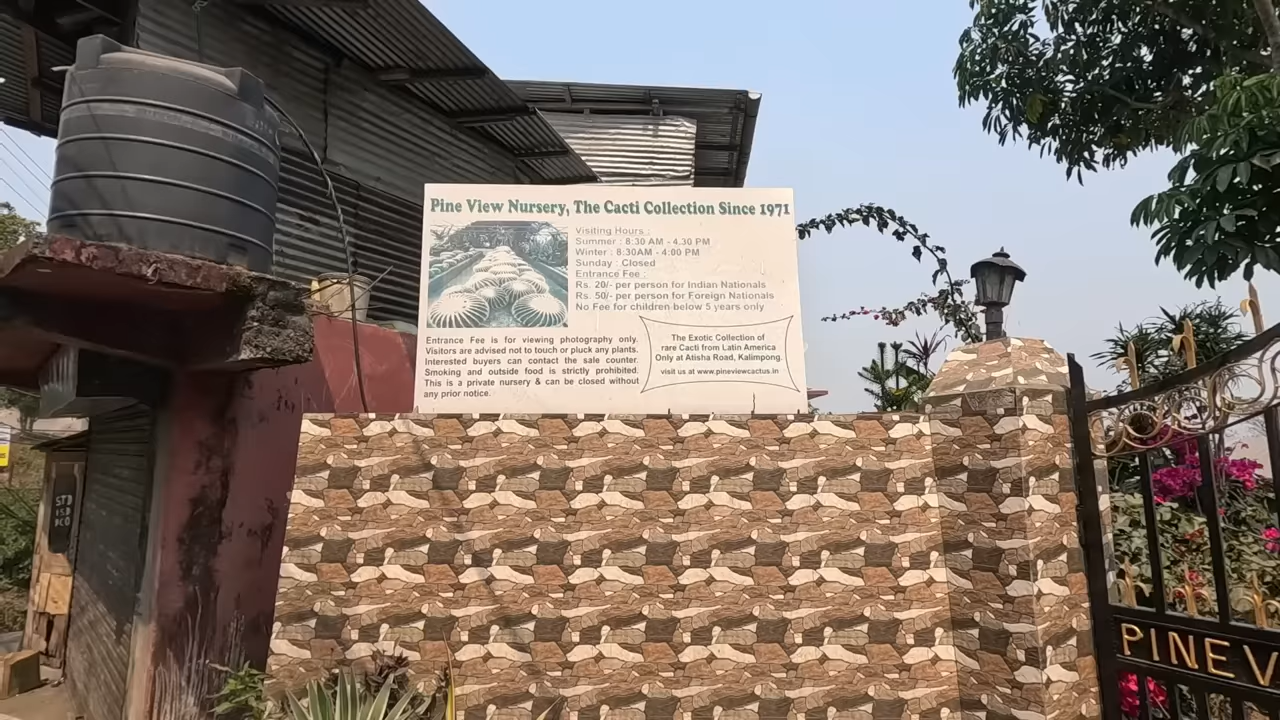 Pine View Nursery, The Cacti Collection Since 1971
Visiting Hours :
Summer : 8:30 AM - 4.30 PM
Winter : 8:30AM - 4:00 PM
Sunday : Closed
Entrance Fee :
Rs. 20/- per person for Indian Nationals
Rs. 50/- per person for Foreign Nationals
No Fee for children below 5 years only
Entrance Fee is for viewing photography only.
Visitors are advised not to touch or pluck any plants.
Interested buyers can contact the sale counter.
Smoking and outside food is strictly prohibited.
This is a private nursery & can be closed without
any prior notice.
The Exotic Collection of
rare Cacti from Latin America
Only at Atisha Road, Kalimpong.
visit us at www.pineviewcactus.in
STD
ISD
PCO
PINEV